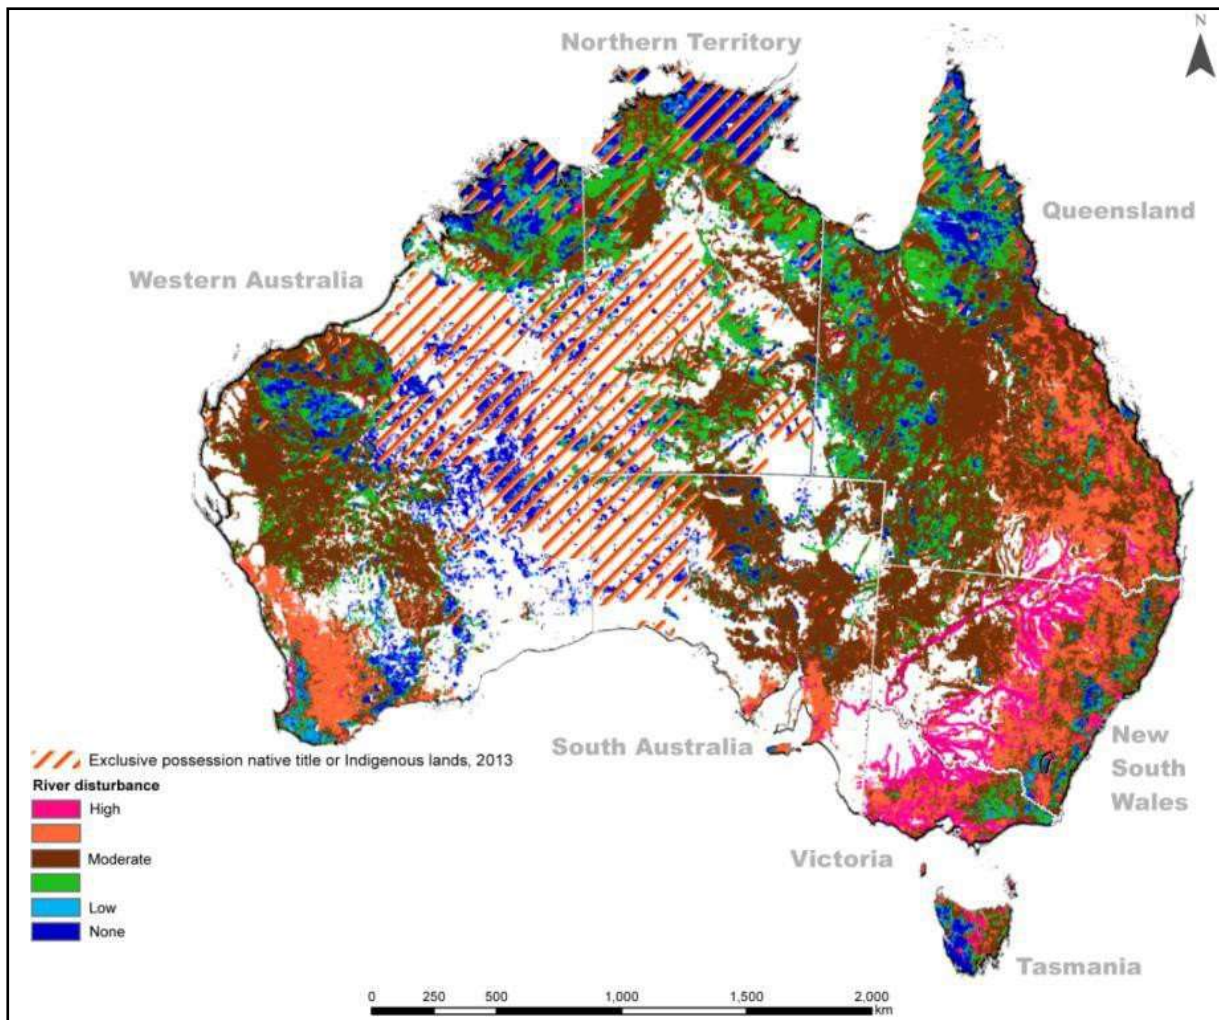 N
Northern Territory
Queensland
Western Australia
South Australia
New
South
Wales
Victoria
Tasmania
Exclusive possession native title or Indigenous lands, 2013
River disturbance
High
Moderate
Low
None
0 250 500 1,000 1,500 2,000
km